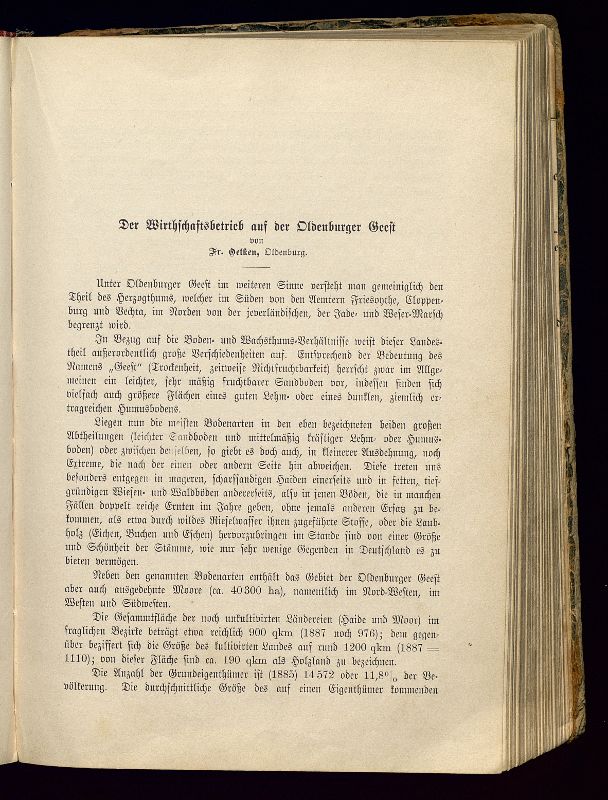 Der Wirthschaftsbetrieb auf der Oldenburger Geest
von
Fr. Oetken, Oldenburg.
Unter Oldenburger Geest im weiteren Sinne versteht man gemeiniglich den
Theil des Herzogthums, welcher im Süden von den Aemtern Friesoythe, Cloppen-
burg und Vechta, im Norden von der jeverländischen, der Jade- und Weser-Marsch
begrenzt wird.
In Bezug auf die Boden- und Wachsthums-Verhältnisse weist dieser Landes-
theil außerordentlich große Verschiedenheiten auf. Entsprechend der Bedeutung des
Namens „Geest“ (Trockenheit, zeitweise Nichtfruchtbarkeit) herrscht zwar im Allge-
meinen ein leichter, sehr mäßig fruchtbarer Sandboden vor, indessen finden sich
vielfach auch größere Flächen eines guten Lehm- oder eines dunklen, ziemlich er-
tragreichen Humusbodens.
Liegen nun die meisten Bodenarten in den eben bezeichneten beiden großen
Abtheilungen (leichter Sandboden und mittelmäßig kräftiger Lehm- oder Humus-
boden) oder zwischen denselben, so giebt es doch auch, in kleinerer Ausdehnung, noch
Extreme, die nach der einen oder andern Seite hin abweichen. Diese treten uns
besonders entgegen in mageren, scharfsandigen Haiden einerseits und in fetten, tief-
gründigen Wiesen- und Waldböden andererseits, also in jenen Böden, die in manchen
Fällen doppelt reiche Ernten im Jahre geben, ohne jemals anderen Ersatz zu be-
kommen, als etwa durch wildes Rieselwasser ihnen zugeführte Stoffe, oder die Laub-
holz (Eichen, Buchen und Eschen) hervorzubringen im Stande sind von einer Größe
und Schönheit der Stämme, wie nur sehr wenige Gegenden in Deutschland es zu
bieten vermögen.
Neben den genannten Bodenarten enthält das Gebiet der Oldenburger Geest
aber auch ausgedehnte Moore (ca. 40 300 ha), namentlich im Nord-Westen, im
Westen und Südwesten.
Die Gesammtfläche der noch unkultivirten Ländereien (Haide und Moor) im
fraglichen Bezirke beträgt etwa reichlich 900 qkm (1887 noch 976); dem gegen-
über beziffert sich die Größe des kultivirten Landes auf rund 1200 qkm (1887 =
1110); von dieser Fläche sind ca. 190 qkm als Holzland zu bezeichnen.
Die Anzahl der Grundeigenthümer ist (1885) 14 572 oder 11,8% der Be-
völkerung. Die durchschnittliche Größe des auf einen Eigenthümer kommenden